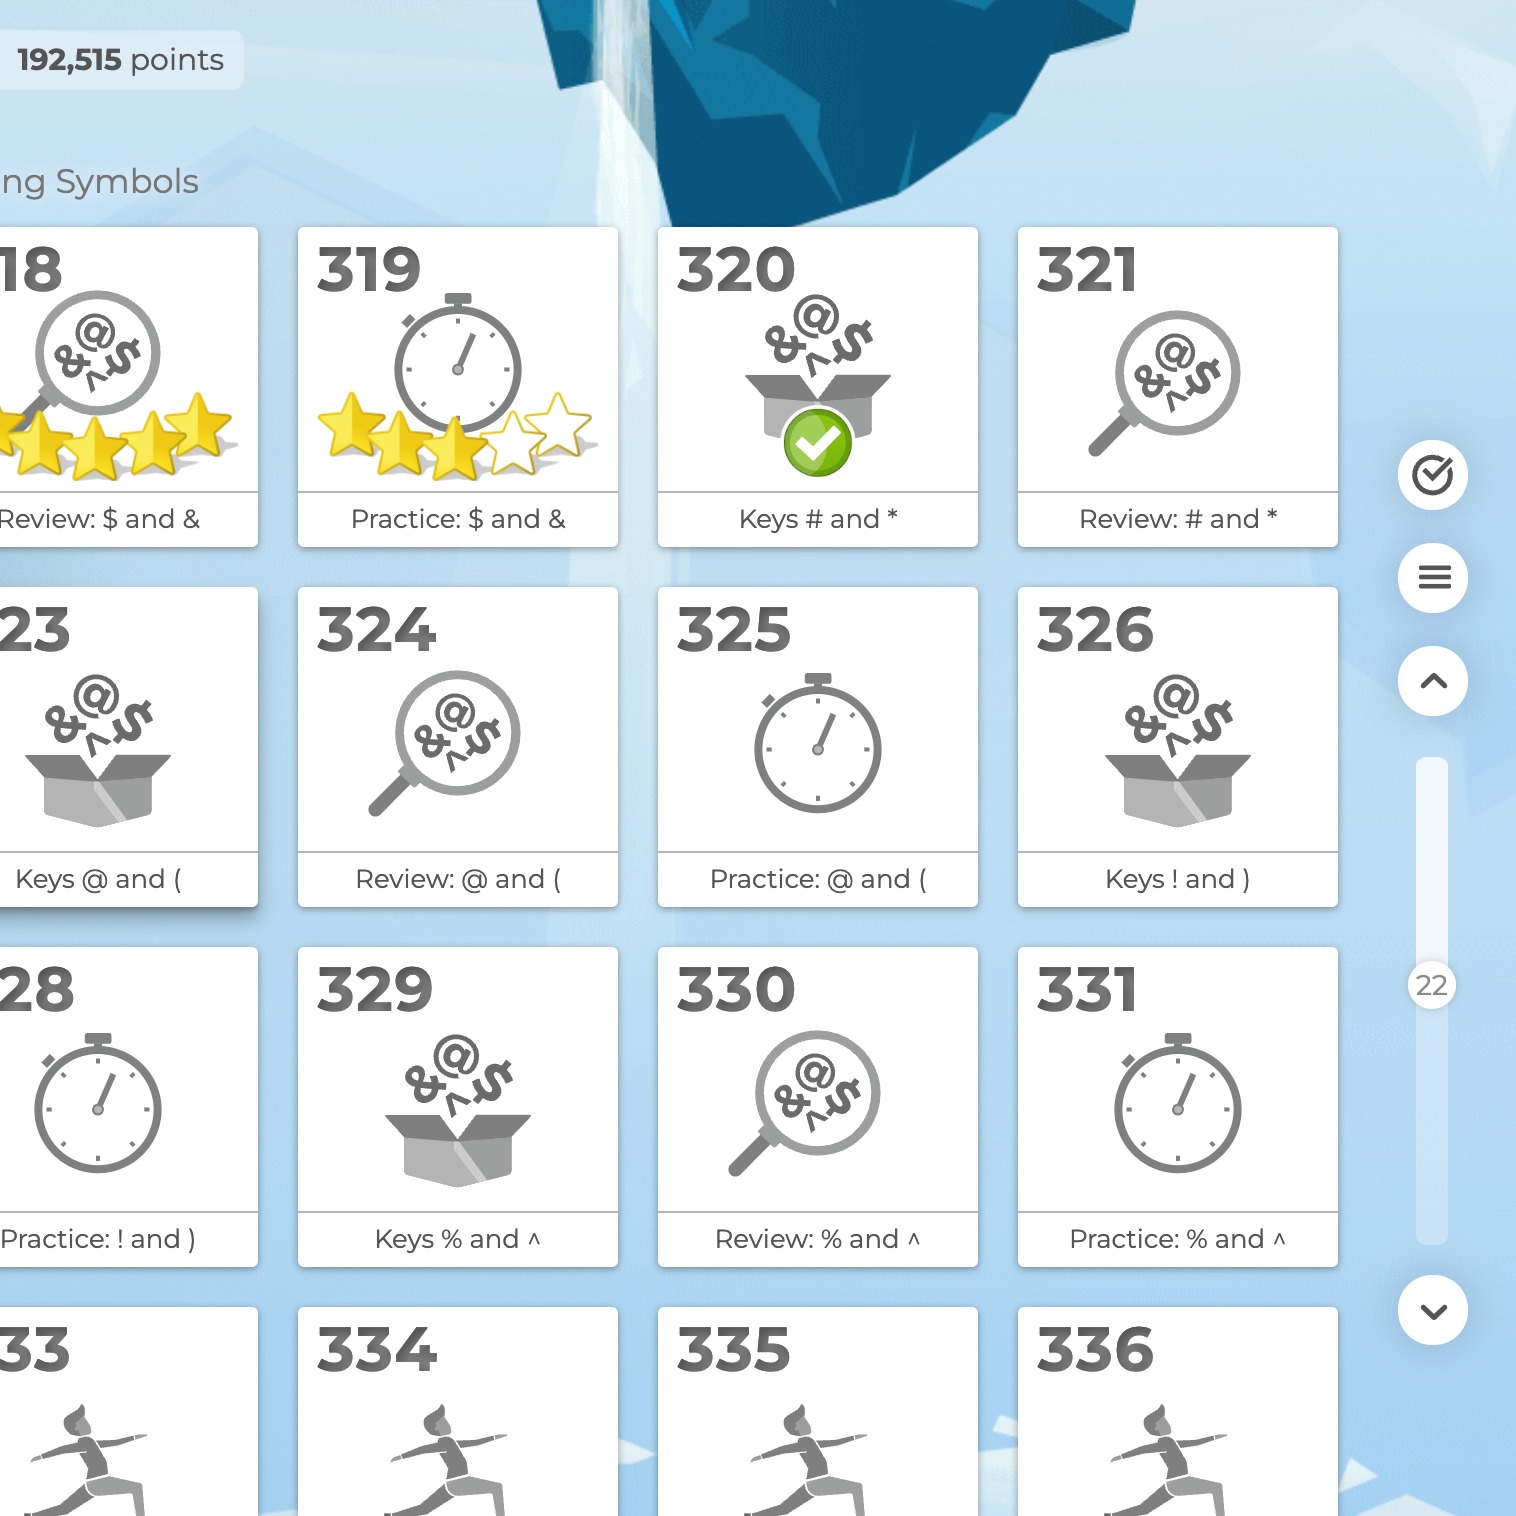 192,515 points
ng Symbols
18
319
320
321
Review: $ and &
Practice: $ and &
Keys # and *
Review: # and *
23
324
325
326
Keys @ and (
Review: @ and (
Practice: @ and (
Keys ! and )
28
329
330
331
22
Practice: ! and )
Keys % and ^
Review: % and ^
Practice: % and ^
33
334
335
336